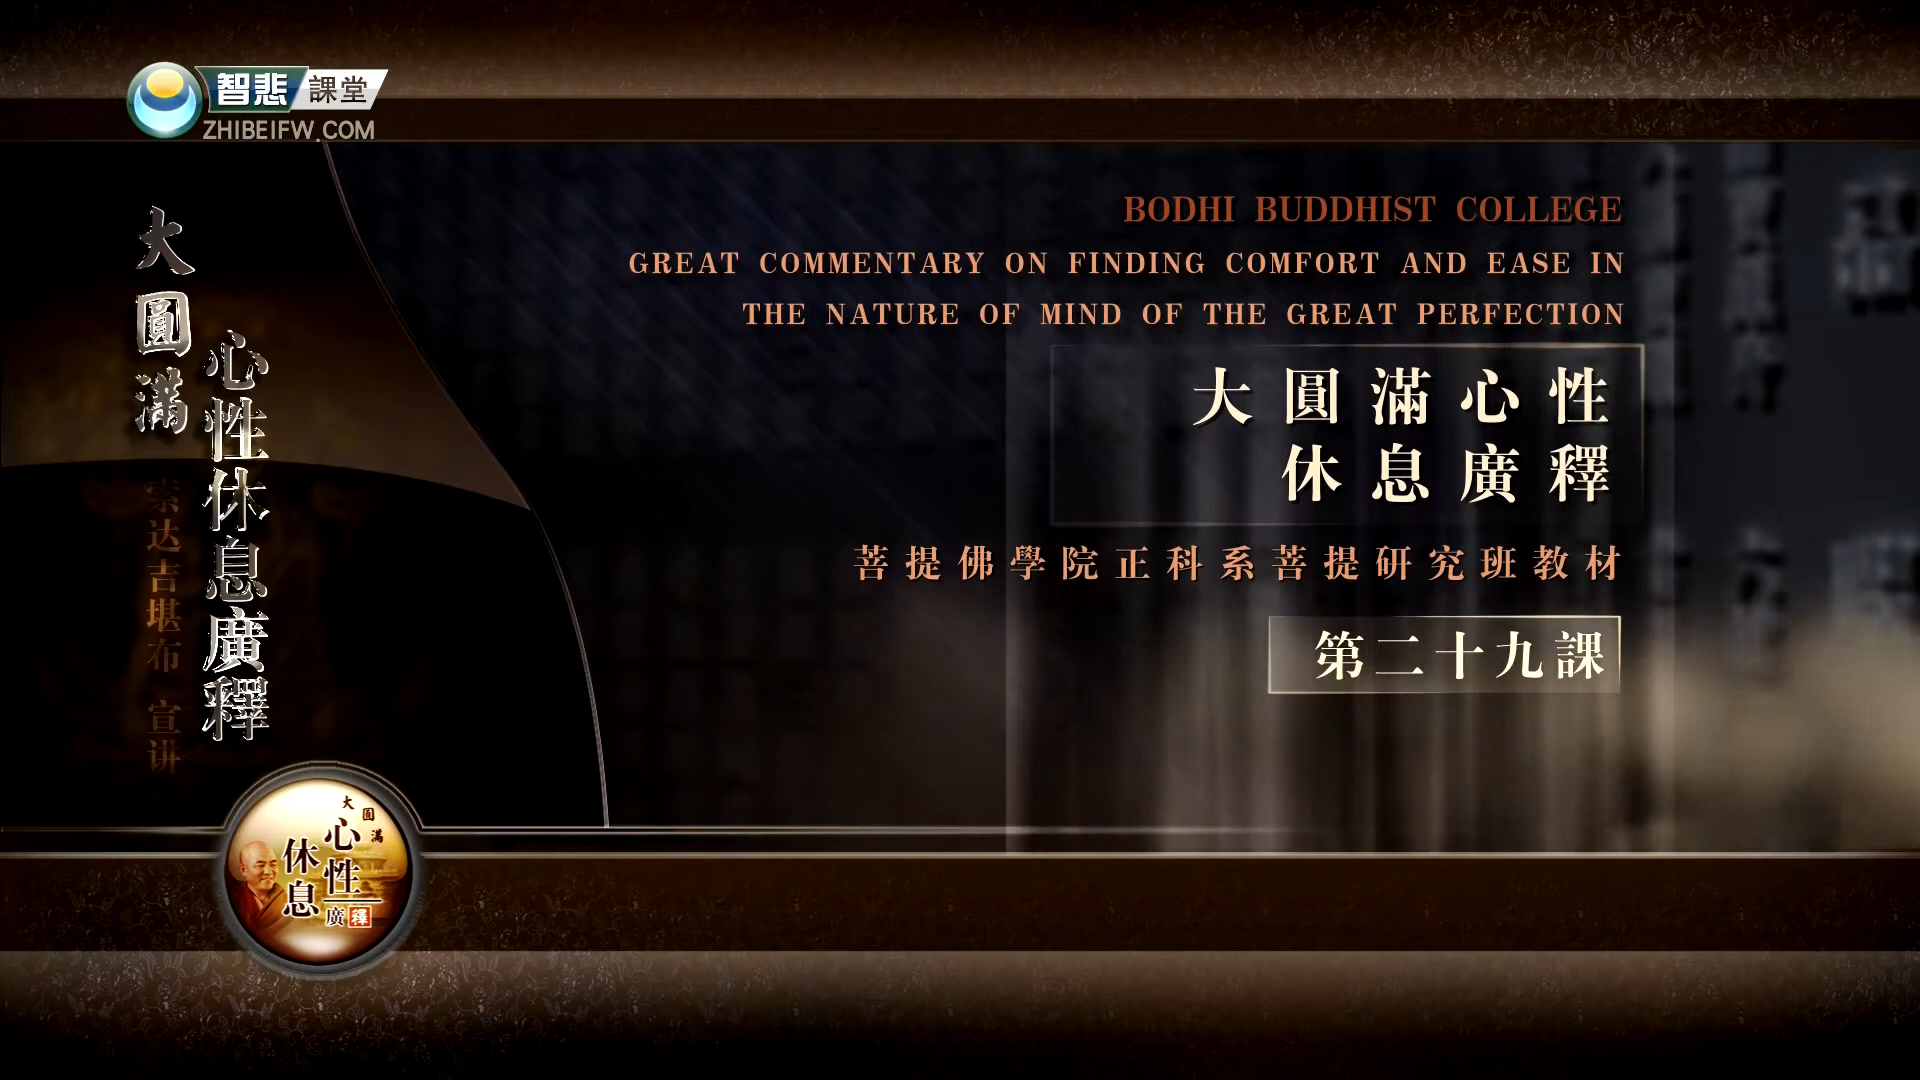 智悲 課堂
ZHIBEIFW.COM
大圓滿
心性休息廣釋
索达吉堪布 宣讲
BODHI BUDDHIST COLLEGE
GREAT COMMENTARY ON FINDING COMFORT AND EASE IN
THE NATURE OF MIND OF THE GREAT PERFECTION
大圓滿心性
休息廣釋
菩提佛學院正科系菩提研究班教材
第二十九課
大圓滿
心性
休息
廣釋